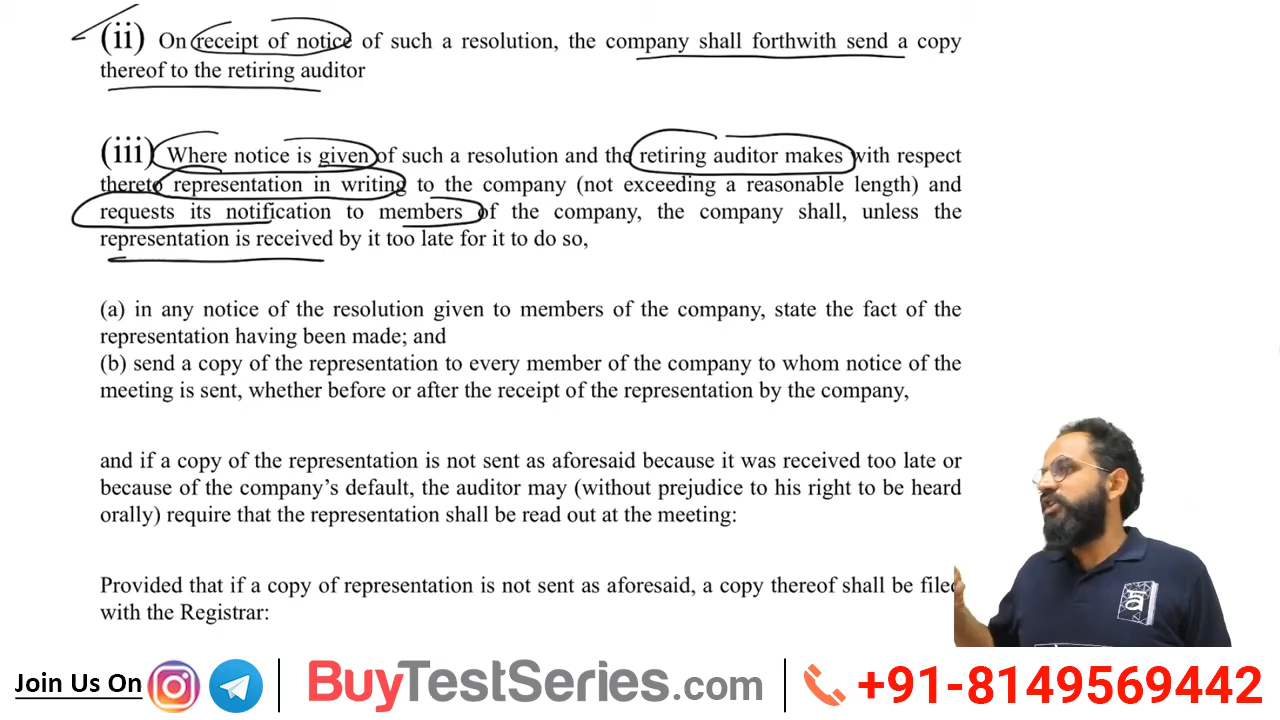 (ii) On receipt of notice of such a resolution, the company shall forthwith send a copy
thereof to the retiring auditor
(iii) Where notice is given of such a resolution and the retiring auditor makes with respect
thereto representation in writing to the company (not exceeding a reasonable length) and
requests its notification to members of the company, the company shall, unless the
representation is received by it too late for it to do so,
(a) in any notice of the resolution given to members of the company, state the fact of the
representation having been made; and
(b) send a copy of the representation to every member of the company to whom notice of the
meeting is sent, whether before or after the receipt of the representation by the company,
and if a copy of the representation is not sent as aforesaid because it was received too late or
because of the company’s default, the auditor may (without prejudice to his right to be heard
orally) require that the representation shall be read out at the meeting:
Provided that if a copy of representation is not sent as aforesaid, a copy thereof shall be filed
with the Registrar:
Join Us On BuyTestSeries.com +91-8149569442